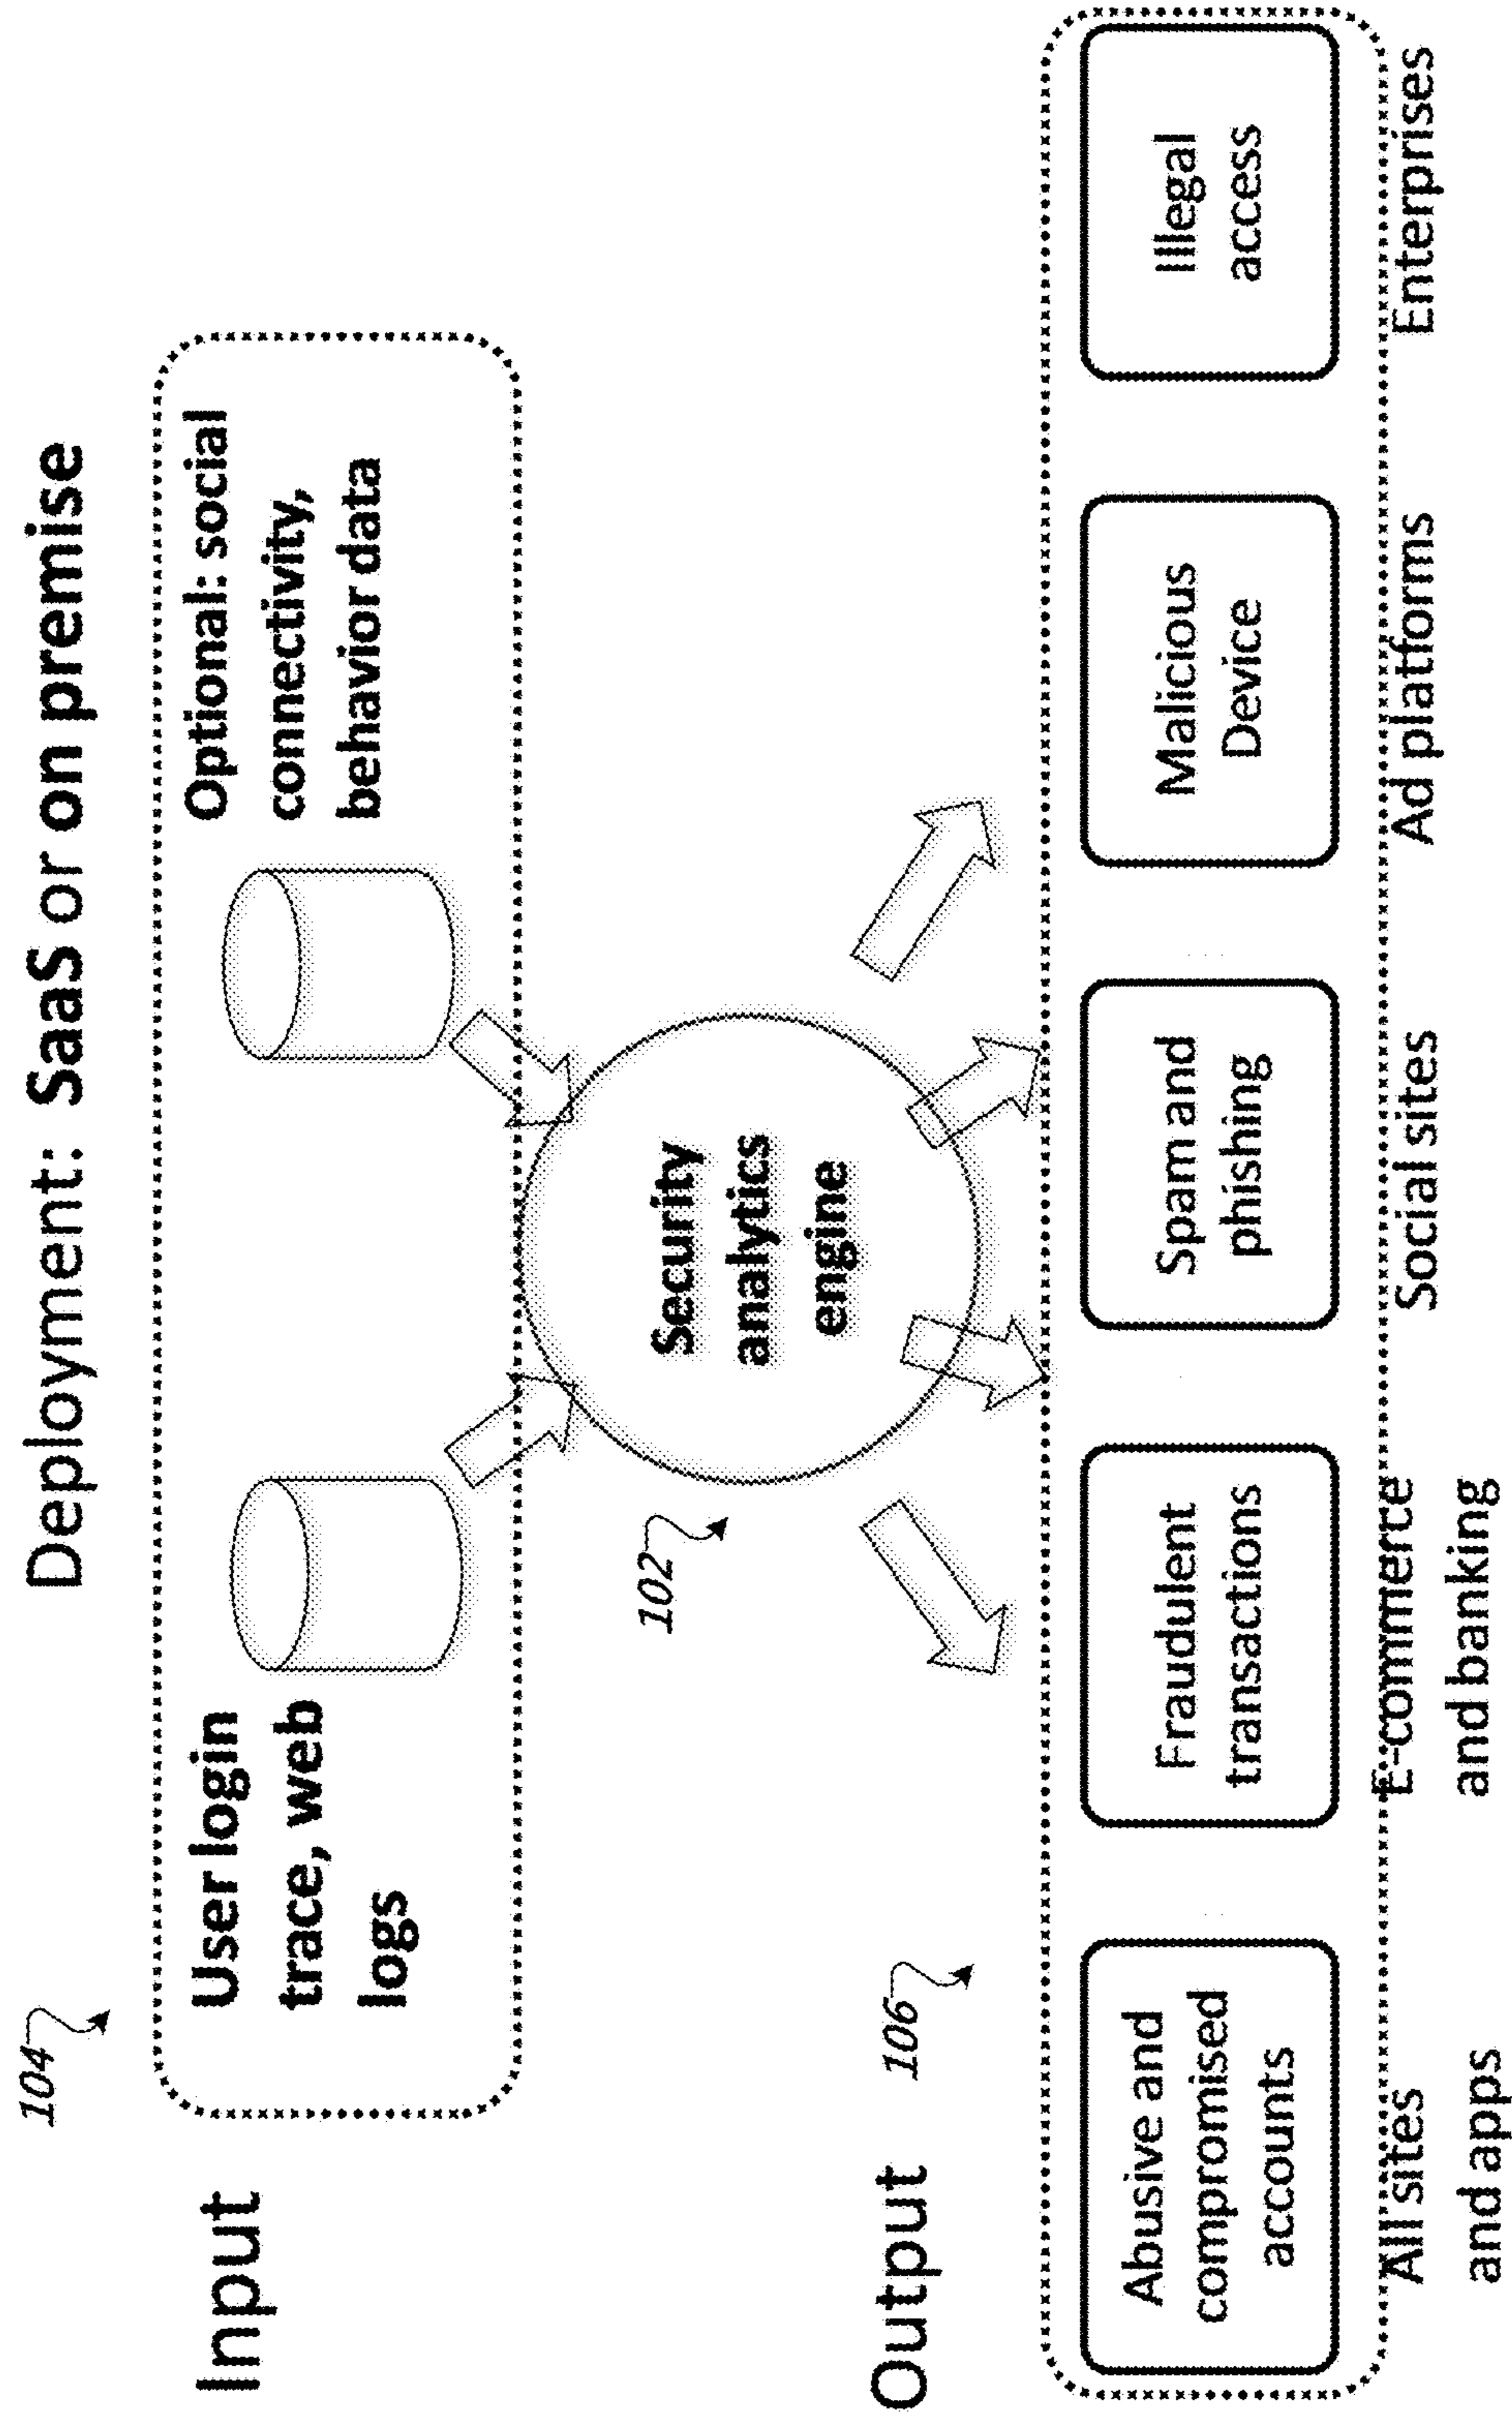 Deployment: SaaS or on premise
104
Input
User login
trace, web
logs
Optional: social
connectivity,
behavior data
102
Security
analytics
engine
Output
106
Abusive and
compromised
accounts
Fraudulent
transactions
Spam and
phishing
Malicious
Device
Illegal
access
All sites
and apps
E-commerce
and banking
Social sites
Ad platforms
Enterprises